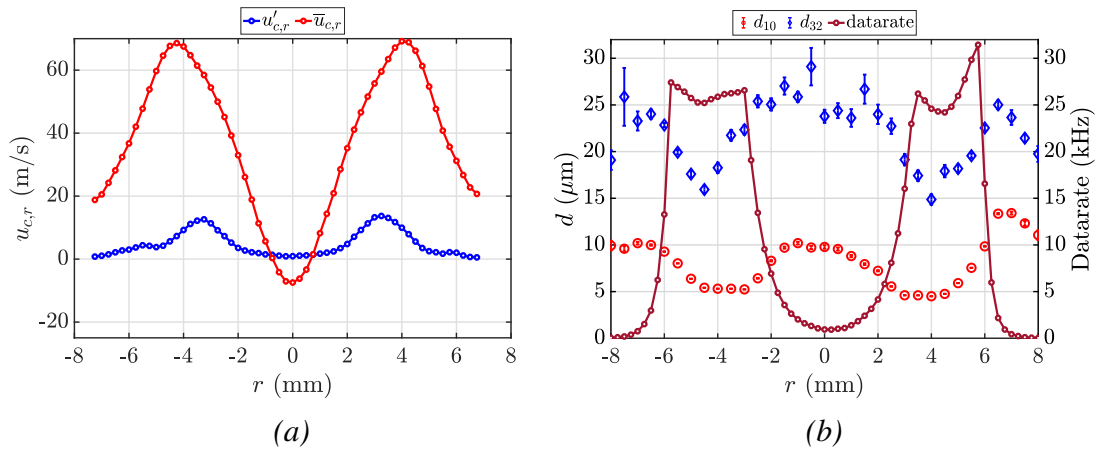 u′c,r ū̄c,r
60
40
20
0
-20
uc,r (m/s)
-8 -6 -4 -2 0 2 4 6 8
r (mm)
(a)
d10 d32 datarate
30
25
20
15
10
5
0
d (μm)
30
25
20
15
10
5
0
Datarate (kHz)
-8 -6 -4 -2 0 2 4 6 8
r (mm)
(b)